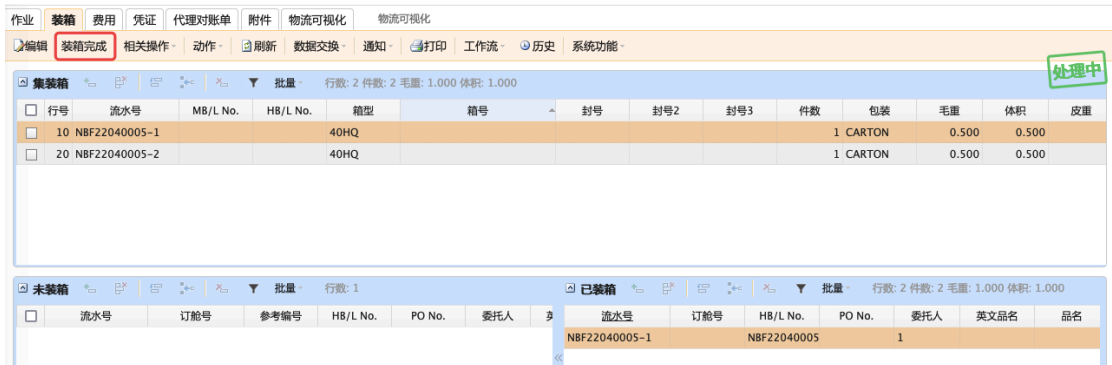 作业 装箱 费用 凭证 代理对账单 附件 物流可视化 物流可视化
编辑 装箱完成 相关操作 动作 刷新 数据交换 通知 打印 工作流 历史 系统功能
处理中
集装箱 批量 行数: 2 件数: 2 毛重: 1.000 体积: 1.000
行号 流水号 MB/L No. HB/L No. 箱型 箱号 封号 封号2 封号3 件数 包装 毛重 体积 皮重
10 NBF22040005-1 40HQ 1 CARTON 0.500 0.500
20 NBF22040005-2 40HQ 1 CARTON 0.500 0.500
未装箱 批量 行数: 1
流水号 订舱号 参考编号 HB/L No. PO No. 委托人 英
已装箱 批量 行数: 2 件数: 2 毛重: 1.000 体积: 1.000
流水号 订舱号 HB/L No. PO No. 委托人 英文品名 品名
NBF22040005-1 NBF22040005 1